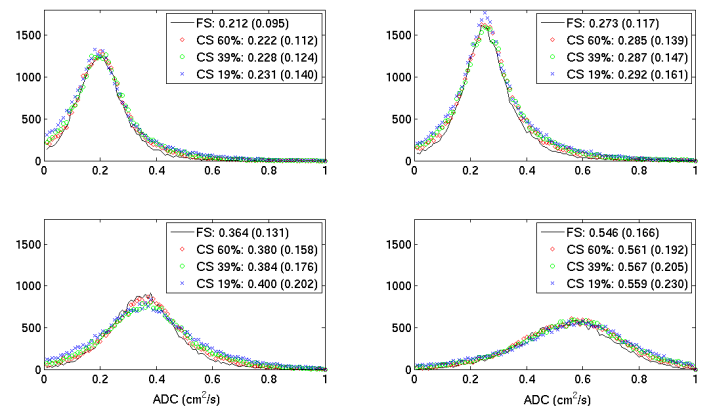 FS: 0.212 (0.095)
CS 60%: 0.222 (0.112)
CS 39%: 0.228 (0.124)
CS 19%: 0.231 (0.140)
1500
1000
500
0
0 0.2 0.4 0.6 0.8 1
FS: 0.273 (0.117)
CS 60%: 0.285 (0.139)
CS 39%: 0.287 (0.147)
CS 19%: 0.292 (0.161)
1500
1000
500
0
0 0.2 0.4 0.6 0.8 1
FS: 0.364 (0.131)
CS 60%: 0.380 (0.158)
CS 39%: 0.384 (0.176)
CS 19%: 0.400 (0.202)
1500
1000
500
0
0 0.2 0.4 0.6 0.8 1
ADC (cm²/s)
FS: 0.546 (0.166)
CS 60%: 0.561 (0.192)
CS 39%: 0.567 (0.205)
CS 19%: 0.559 (0.230)
1500
1000
500
0
0 0.2 0.4 0.6 0.8 1
ADC (cm²/s)